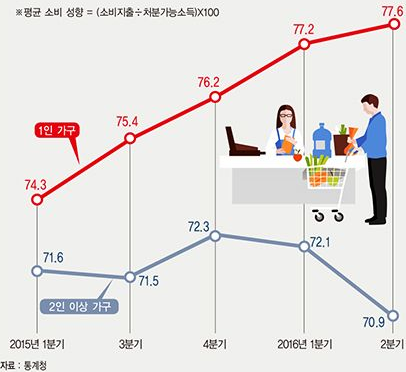 ※평균 소비 성향 = (소비지출÷처분가능소득)X100
77.6
77.2
76.2
75.4
1인 가구
74.3
71.6
71.5
72.3
72.1
70.9
2인 이상 가구
2015년 1분기
3분기
4분기
2016년 1분기
2분기
자료 : 통계청